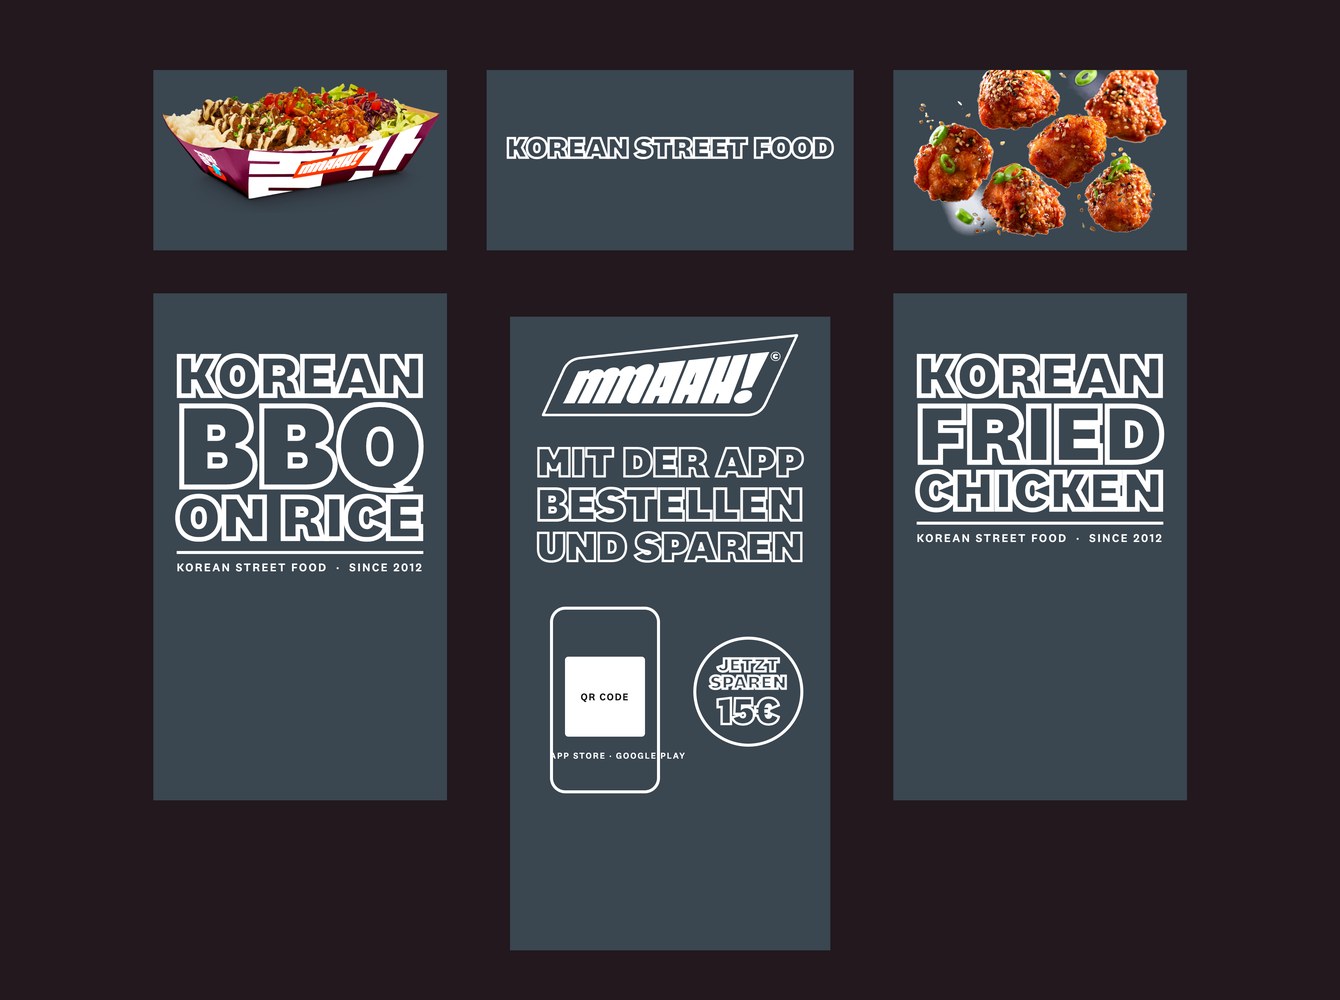 MMAAH!
KOREAN STREET FOOD
KOREAN
BBQ
ON RICE
KOREAN STREET FOOD · SINCE 2012
MMAAH! ©
MIT DER APP
BESTELLEN
UND SPAREN
QR CODE
APP STORE · GOOGLE PLAY
JETZT
SPAREN
15€
KOREAN
FRIED
CHICKEN
KOREAN STREET FOOD · SINCE 2012